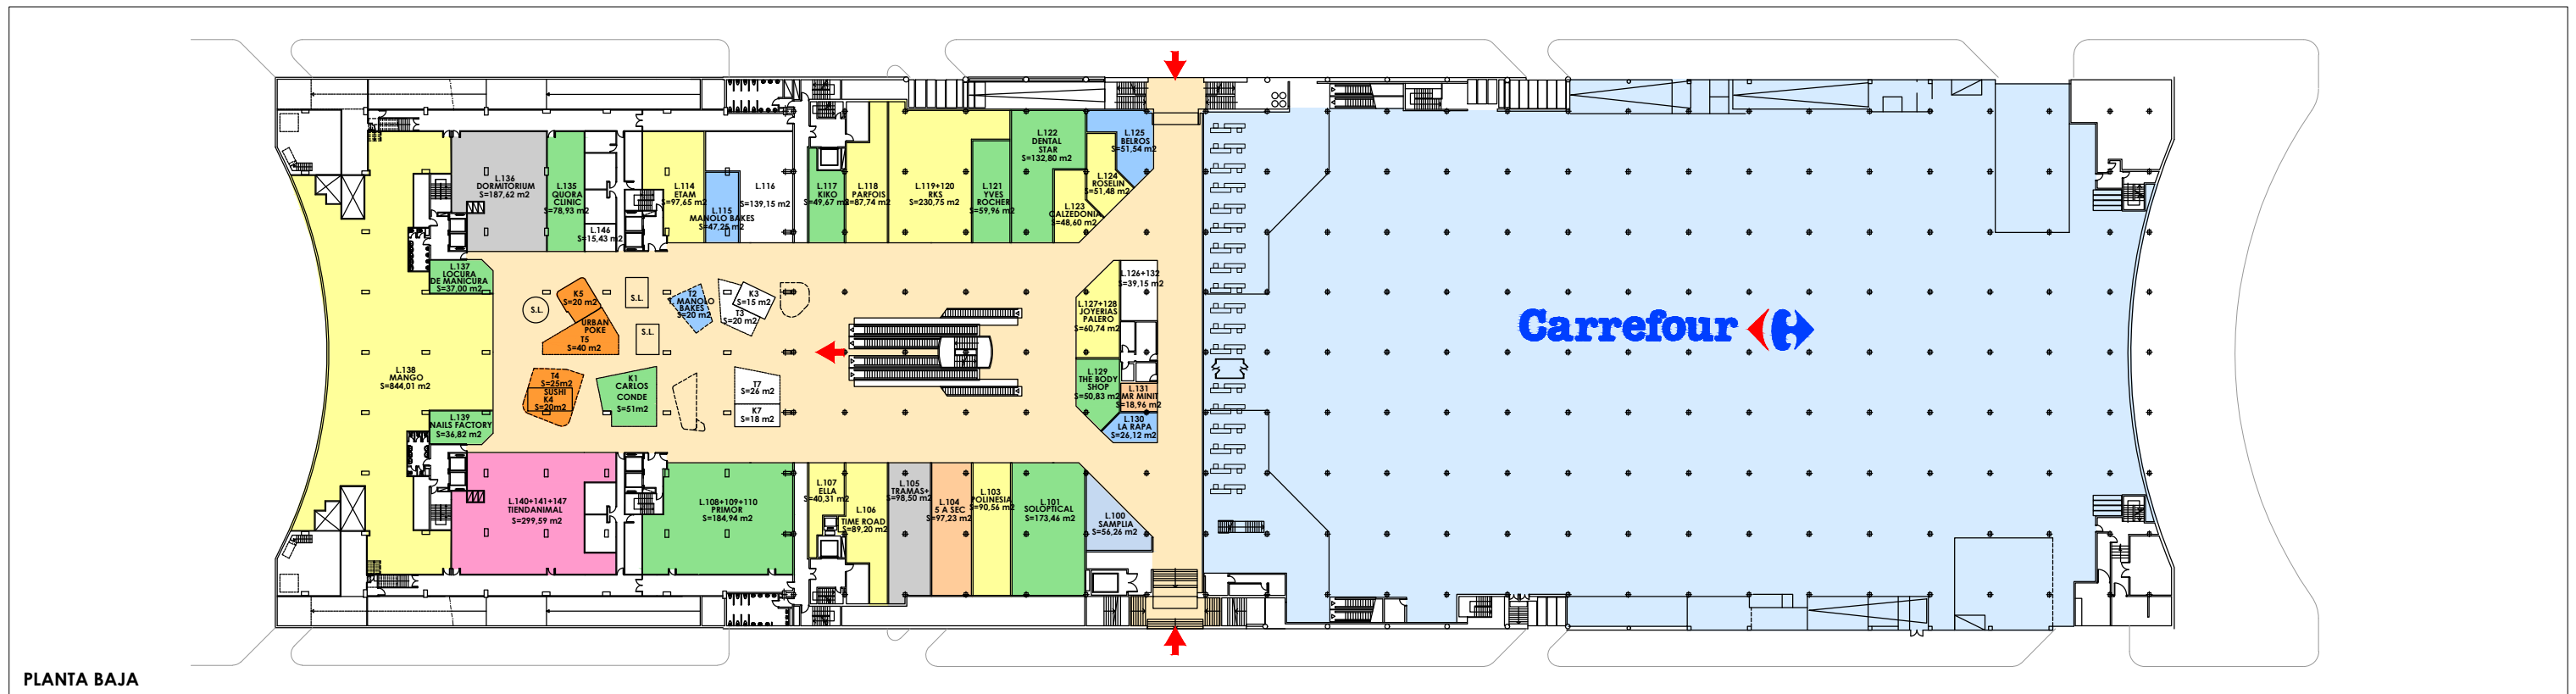 L.136
DORMITORIUM
S=187,62 m2
L.135
QUORA
CLINIC
S=78,93 m2
L.146
S=15,43 m2
L.114
ETAM
S=97,65 m2
L.115
MANOLO BAKES
S=47,25 m2
L.116
S=139,15 m2
L.117
KIKO
S=49,67 m2
L.118
PARFOIS
S=87,74 m2
L.119+120
RKS
S=230,75 m2
L.121
YVES
ROCHER
S=59,96 m2
L.122
DENTAL
STAR
S=132,80 m2
L.123
CALZEDONIA
S=48,60 m2
L.124
ROSELIN
S=51,48 m2
L.125
BELROS
S=51,54 m2
L.137
LOCURA
DE MANICURA
S=37,00 m2
S.L.
K5
S=20 m2
URBAN
POKE
T5
S=40 m2
S.L.
S.L.
T2
MANOLO
BAKES
S=20 m2
K3
S=15 m2
T3
S=20 m2
L.126+132
S=39,15 m2
L.127+128
JOYERIAS
PALERO
S=60,74 m2
Carrefour
L.138
MANGO
S=844,01 m2
T4
S=25m2
SUSHI
K4
S=20m2
K1
CARLOS
CONDE
S=51m2
T7
S=26 m2
K7
S=18 m2
L.129
THE BODY
SHOP
S=50,83 m2
L.131
MR MINIT
S=18,96 m2
L.130
LA RAPA
S=26,12 m2
L.139
NAILS FACTORY
S=36,82 m2
L.140+141+147
TIENDANIMAL
S=299,59 m2
L.108+109+110
PRIMOR
S=184,94 m2
L.107
ELLA
S=40,31 m2
L.106
TIME ROAD
S=89,20 m2
L.105
TRAMAS+
S=98,50 m2
L.104
5 A SEC
S=97,23 m2
L.103
POLINESIA
S=90,56 m2
L.101
SOLOPTICAL
S=173,46 m2
L.100
SAMPLIA
S=56,26 m2
PLANTA BAJA